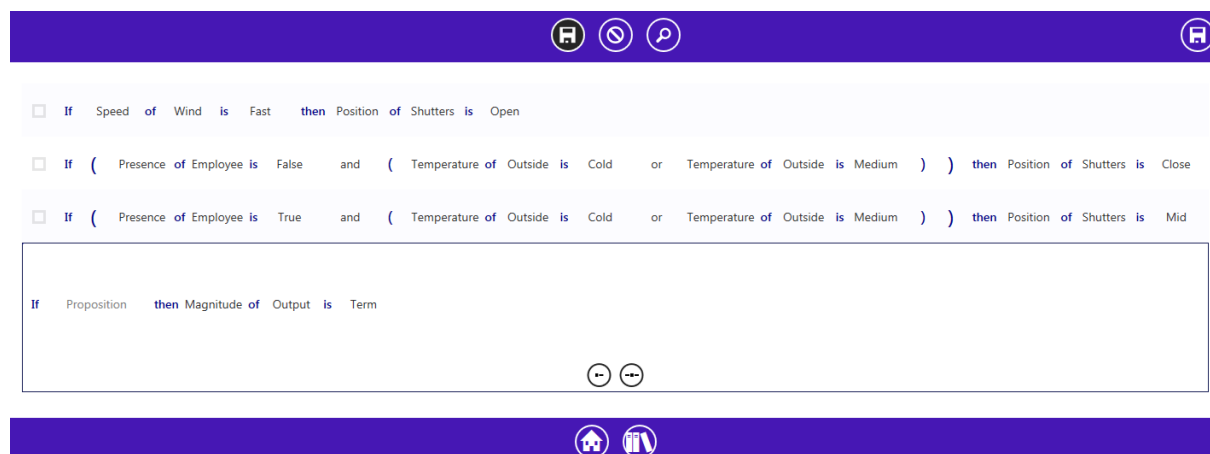 If Speed of Wind is Fast then Position of Shutters is Open
If ( Presence of Employee is False and ( Temperature of Outside is Cold or Temperature of Outside is Medium ) ) then Position of Shutters is Close
If ( Presence of Employee is True and ( Temperature of Outside is Cold or Temperature of Outside is Medium ) ) then Position of Shutters is Mid
If Proposition then Magnitude of Output is Term